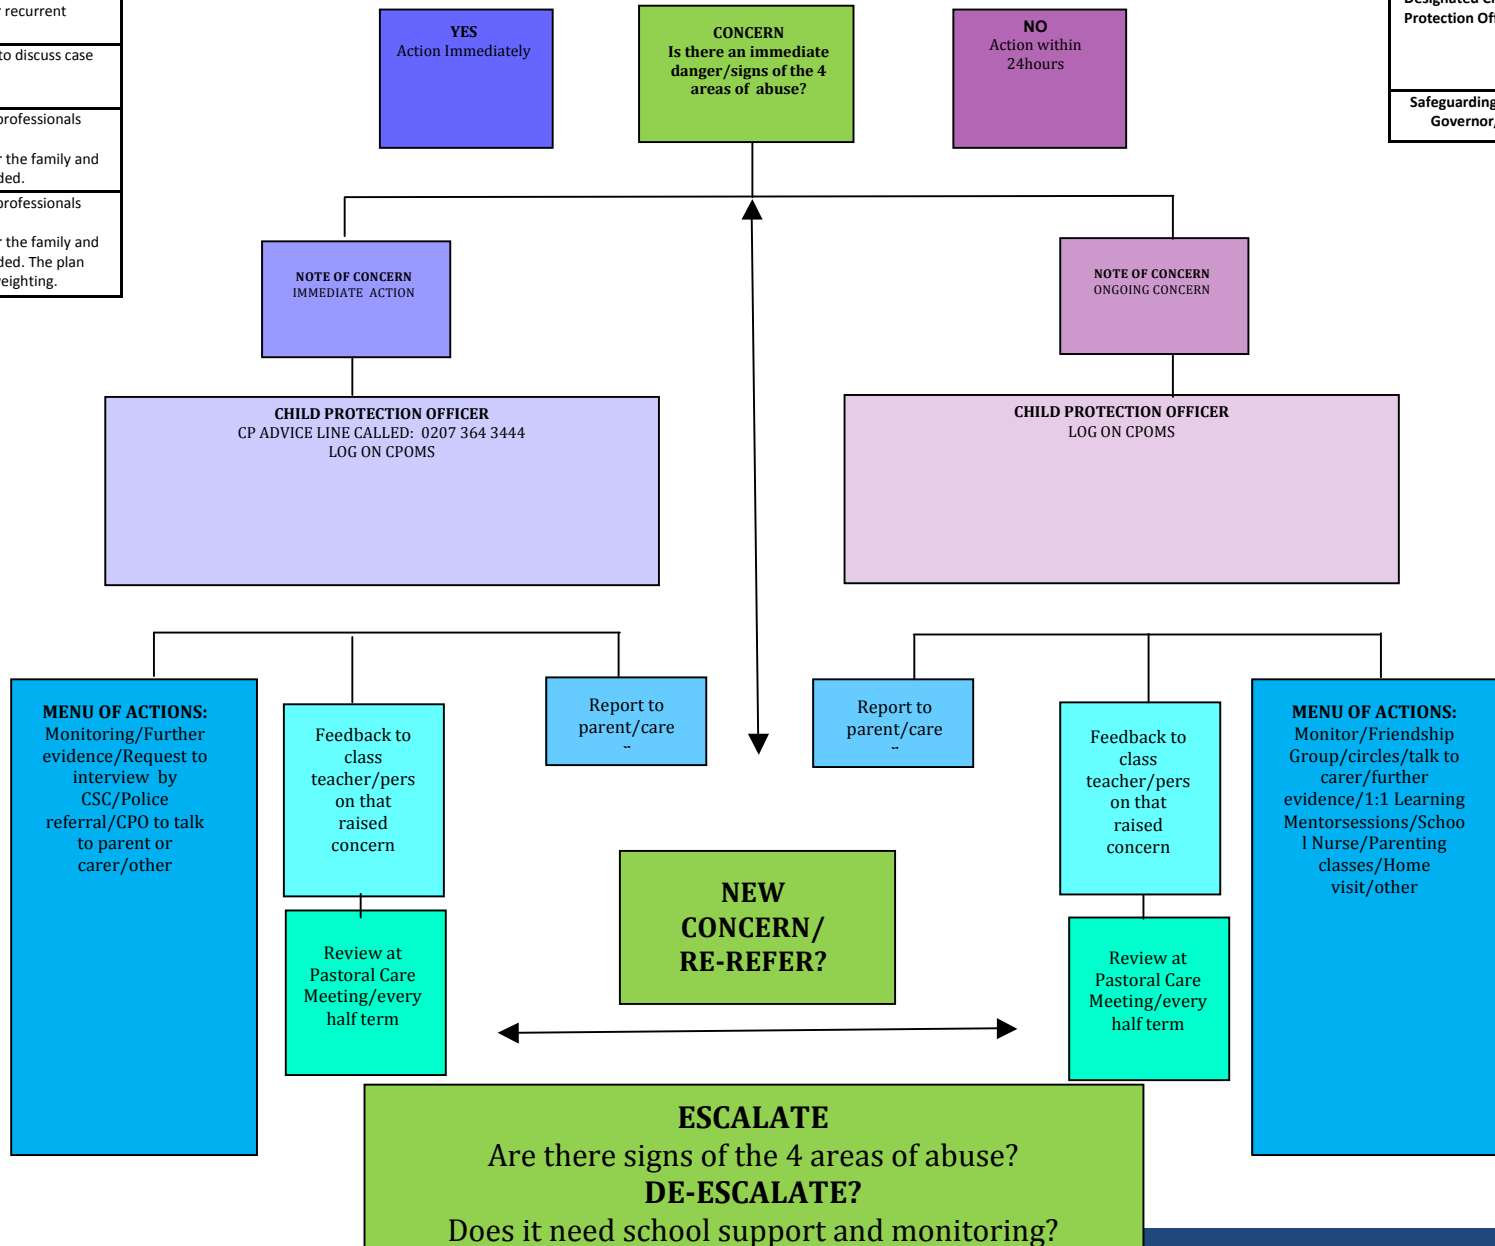 r recurrent
to discuss case
professionals
r the family and
ded.
professionals
r the family and
ded. The plan
weighting.
YES
Action Immediately
CONCERN
Is there an immediate
danger/signs of the 4
areas of abuse?
NO
Action within
24hours
Designated C
Protection Of
Safeguarding
Governor,
NOTE OF CONCERN
IMMEDIATE ACTION
NOTE OF CONCERN
ONGOING CONCERN
CHILD PROTECTION OFFICER
CP ADVICE LINE CALLED: 0207 364 3444
LOG ON CPOMS
CHILD PROTECTION OFFICER
LOG ON CPOMS
MENU OF ACTIONS:
Monitoring/Further
evidence/Request to
interview by
CSC/Police
referral/CPO to talk
to parent or
carer/other
Feedback to
class
teacher/pers
on that
raised
concern
Review at
Pastoral Care
Meeting/every
half term
Report to
parent/care
Report to
parent/care
NEW
CONCERN/
RE-REFER?
Feedback to
class
teacher/pers
on that
raised
concern
Review at
Pastoral Care
Meeting/every
half term
MENU OF ACTIONS:
Monitor/Friendship
Group/circles/talk to
carer/further
evidence/1:1 Learning
Mentorsessions/Schoo
l Nurse/Parenting
classes/Home
visit/other
ESCALATE
Are there signs of the 4 areas of abuse?
DE-ESCALATE?
Does it need school support and monitoring?